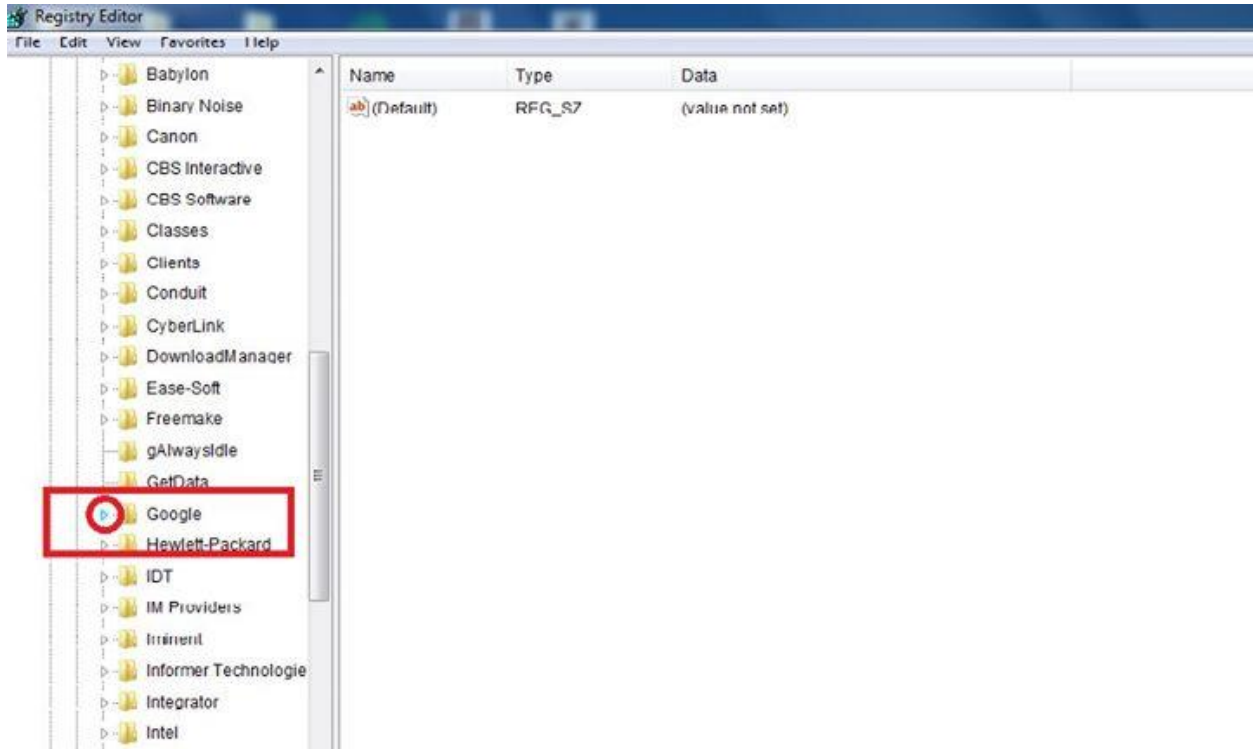 Registry Editor
File Edit View Favorites Help
Name Type Data
(Default) REG_SZ (value not set)
Babylon
Binary Noise
Canon
CBS Interactive
CBS Software
Classes
Clients
Conduit
CyberLink
DownloadManager
Ease-Soft
Freemake
gAlwaysIdle
GetData
Google
Hewlett-Packard
IDT
IM Providers
Iminent
Informer Technologie
Integrator
Intel